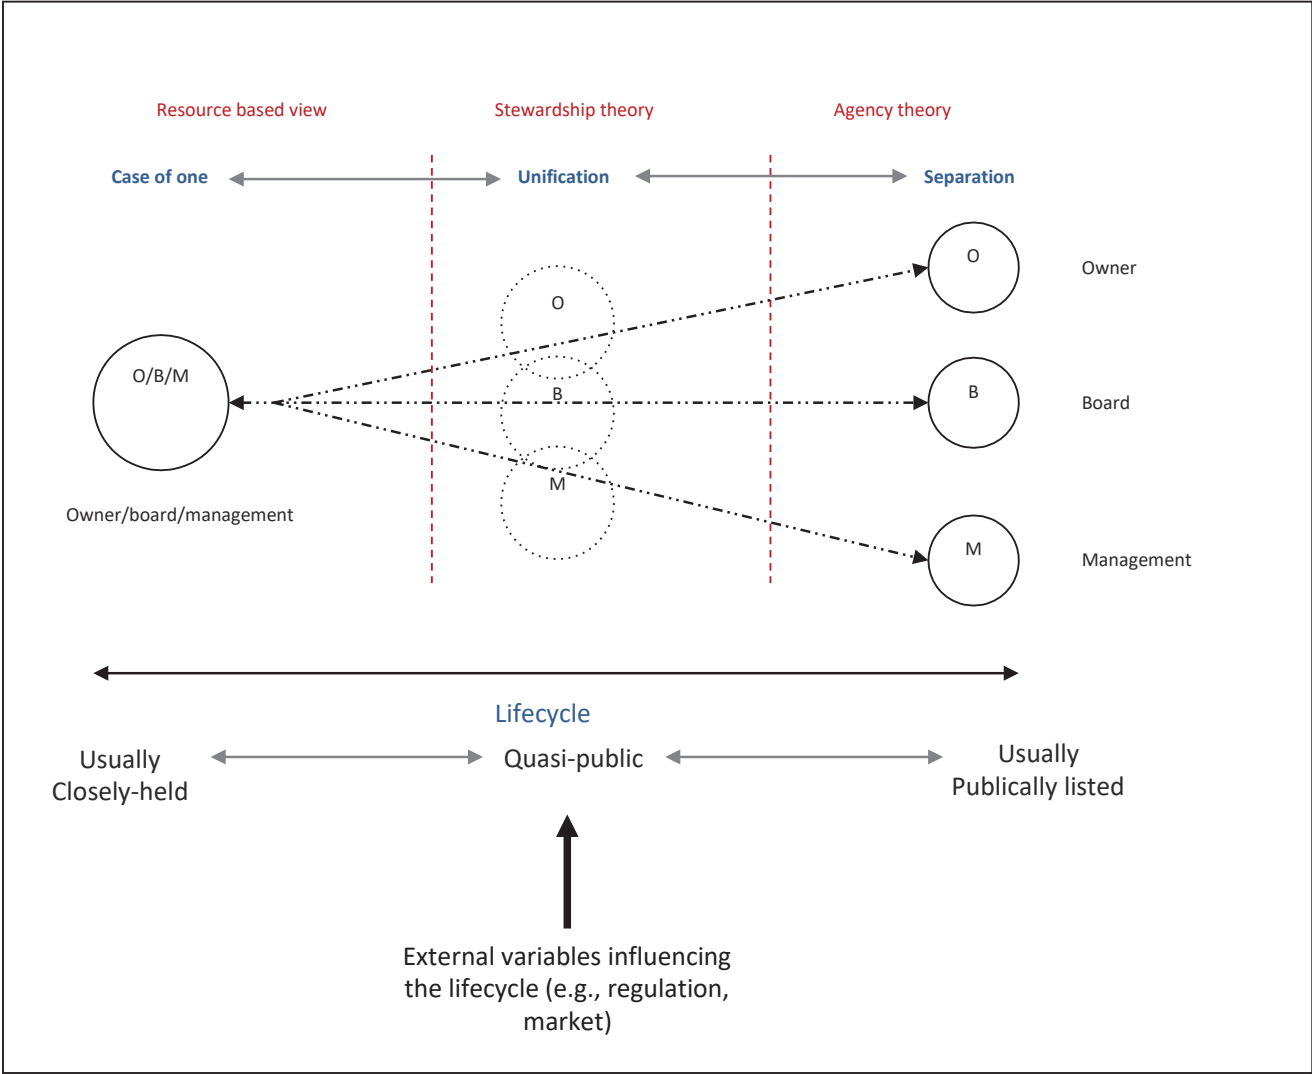 Resource based view
Stewardship theory
Agency theory
Case of one
Unification
Separation
O
Owner
O
O/B/M
B
B
Board
M
M
Management
Owner/board/management
Lifecycle
Usually
Closely-held
Quasi-public
Usually
Publically listed
External variables influencing
the lifecycle (e.g., regulation,
market)